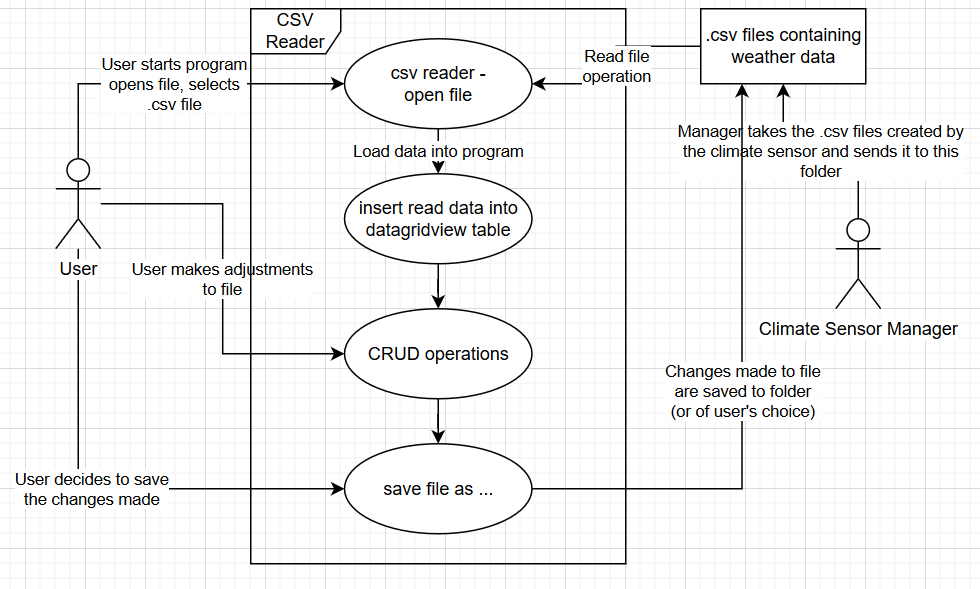 CSV
Reader
.csv files containing
weather data
User starts program
opens file, selects
.csv file
csv reader -
open file
Read file
operation
Load data into program
Manager takes the .csv files created by
the climate sensor and sends it to this
folder
insert read data into
datagridview table
User
User makes adjustments
to file
Climate Sensor Manager
CRUD operations
Changes made to file
are saved to folder
(or of user's choice)
User decides to save
the changes made
save file as ...